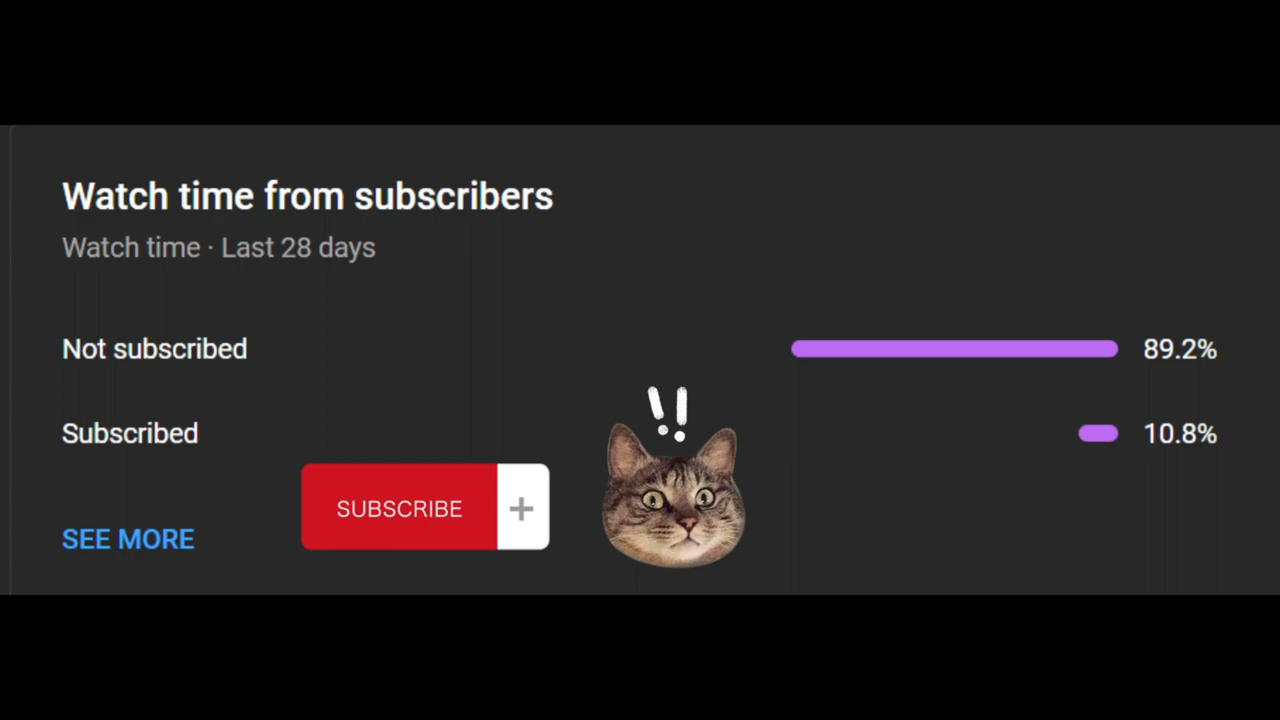 Watch time from subscribers
Watch time · Last 28 days
Not subscribed 89.2%
Subscribed 10.8%
SUBSCRIBE +
SEE MORE
!!